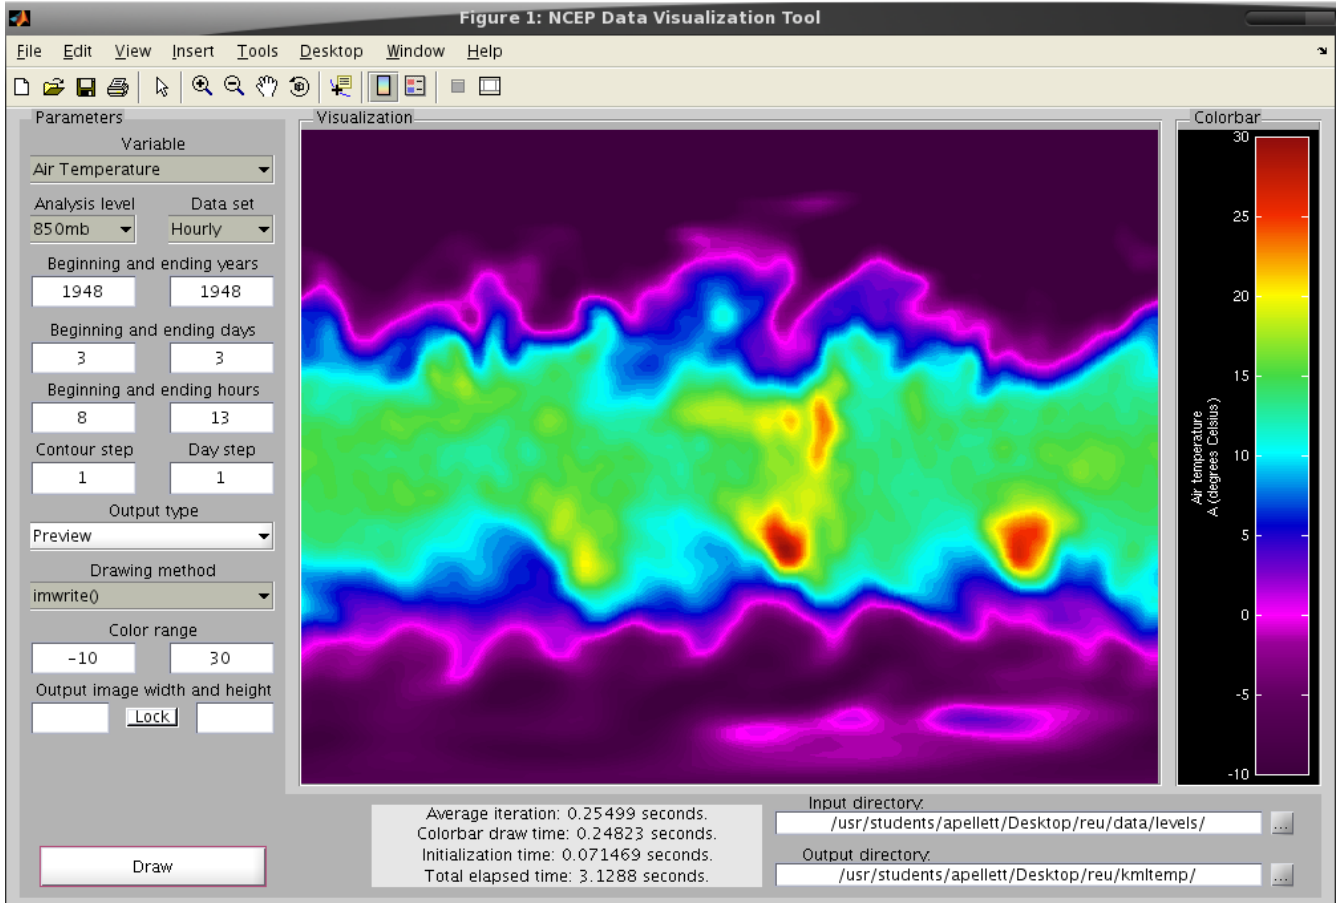 Figure 1: NCEP Data Visualization Tool
File Edit View Insert Tools Desktop Window Help
Parameters
Variable
Air Temperature
Analysis level Data set
850mb Hourly
Beginning and ending years
1948 1948
Beginning and ending days
3 3
Beginning and ending hours
8 13
Contour step Day step
1 1
Output type
Preview
Drawing method
imwrite()
Color range
-10 30
Output image width and height
Lock
Draw
Visualization
Colorbar
30
25
20
15
10
5
0
-5
-10
Air temperature
A (degrees Celsius)
Average iteration: 0.25499 seconds.
Colorbar draw time: 0.24823 seconds.
Initialization time: 0.071469 seconds.
Total elapsed time: 3.1288 seconds.
Input directory:
/usr/students/apellett/Desktop/reu/data/levels/
...
Output directory:
/usr/students/apellett/Desktop/reu/kmltemp/
...